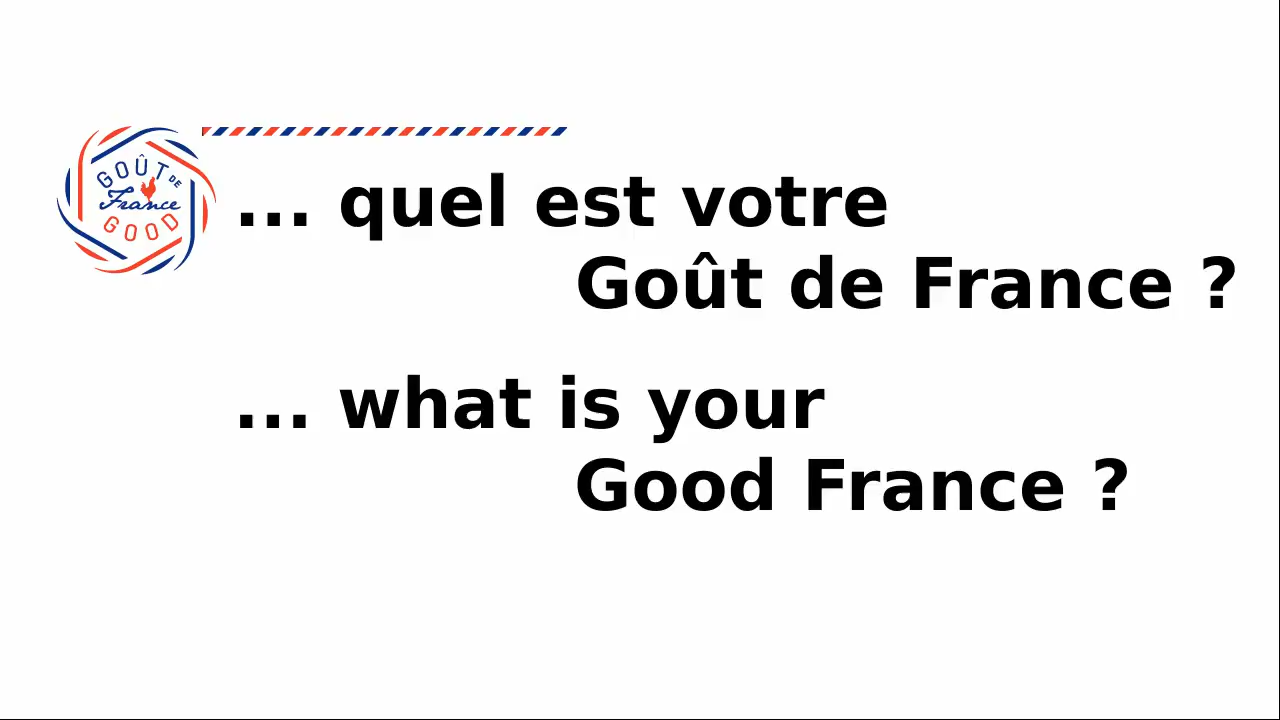 GOÛT DE
France
GOOD
... quel est votre
Goût de France ?
... what is your
Good France ?